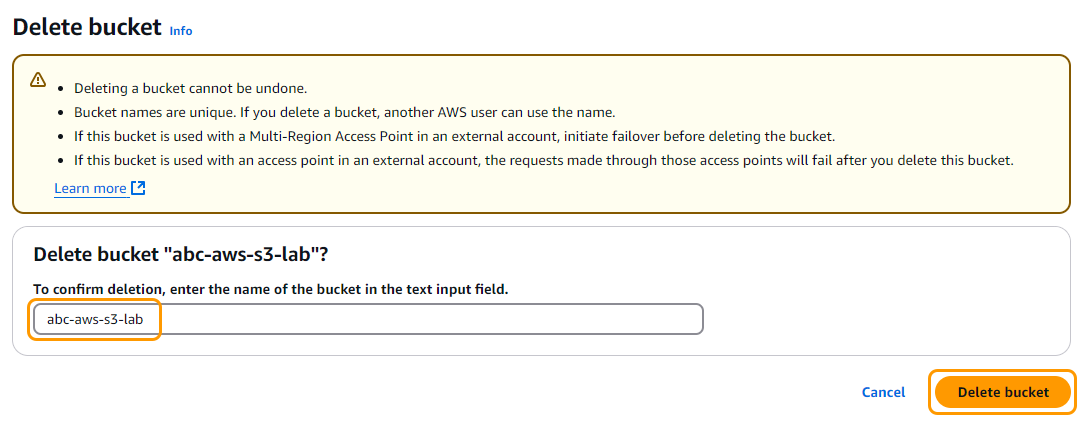 Delete bucket Info
Deleting a bucket cannot be undone.
Bucket names are unique. If you delete a bucket, another AWS user can use the name.
If this bucket is used with a Multi-Region Access Point in an external account, initiate failover before deleting the bucket.
If this bucket is used with an access point in an external account, the requests made through those access points will fail after you delete this bucket.
Learn more
Delete bucket "abc-aws-s3-lab"?
To confirm deletion, enter the name of the bucket in the text input field.
abc-aws-s3-lab
Cancel Delete bucket